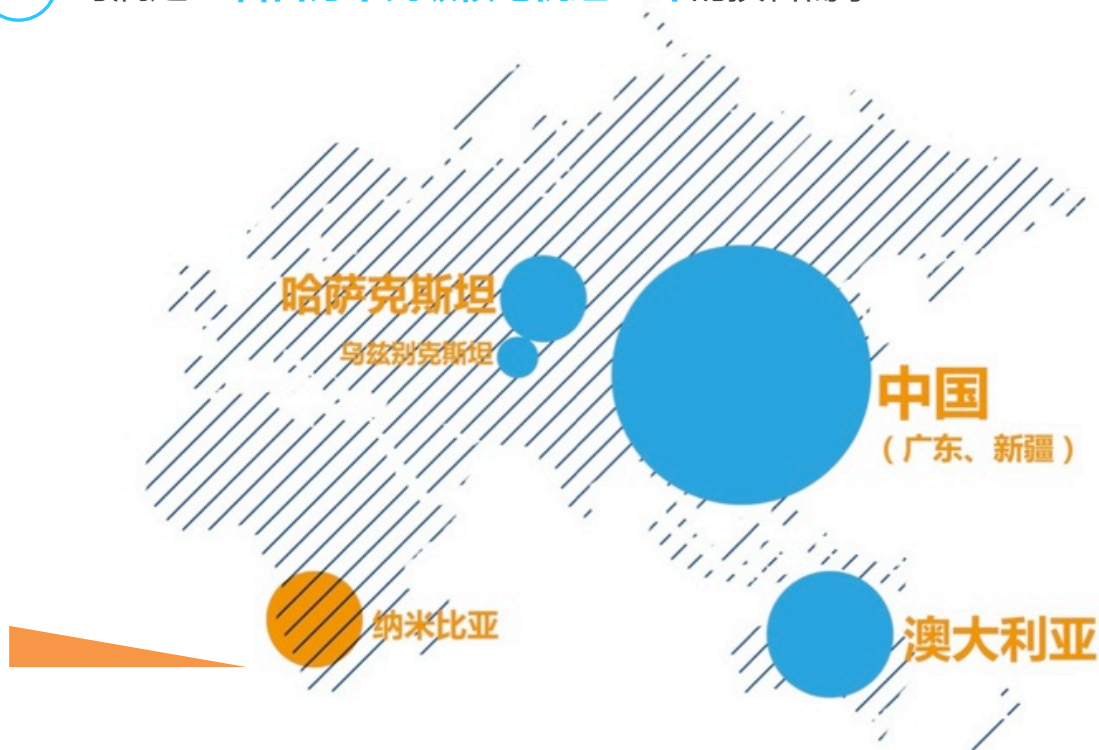 哈萨克斯坦
乌兹别克斯坦
中国
（广东、新疆）
纳米比亚
澳大利亚